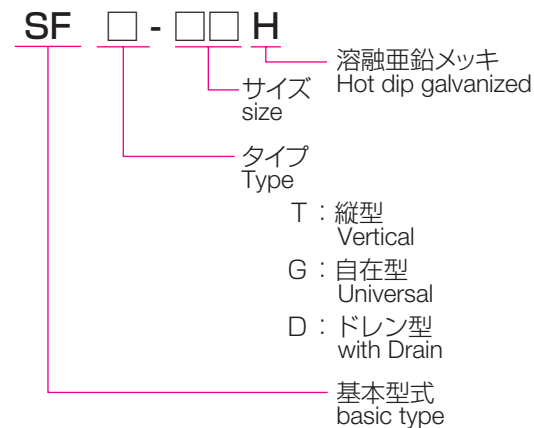 SF □ - □□ H
溶融亜鉛メッキ
Hot dip galvanized
サイズ
size
タイプ
Type
T：縦型
Vertical
G：自在型
Universal
D：ドレン型
with Drain
基本型式
basic type